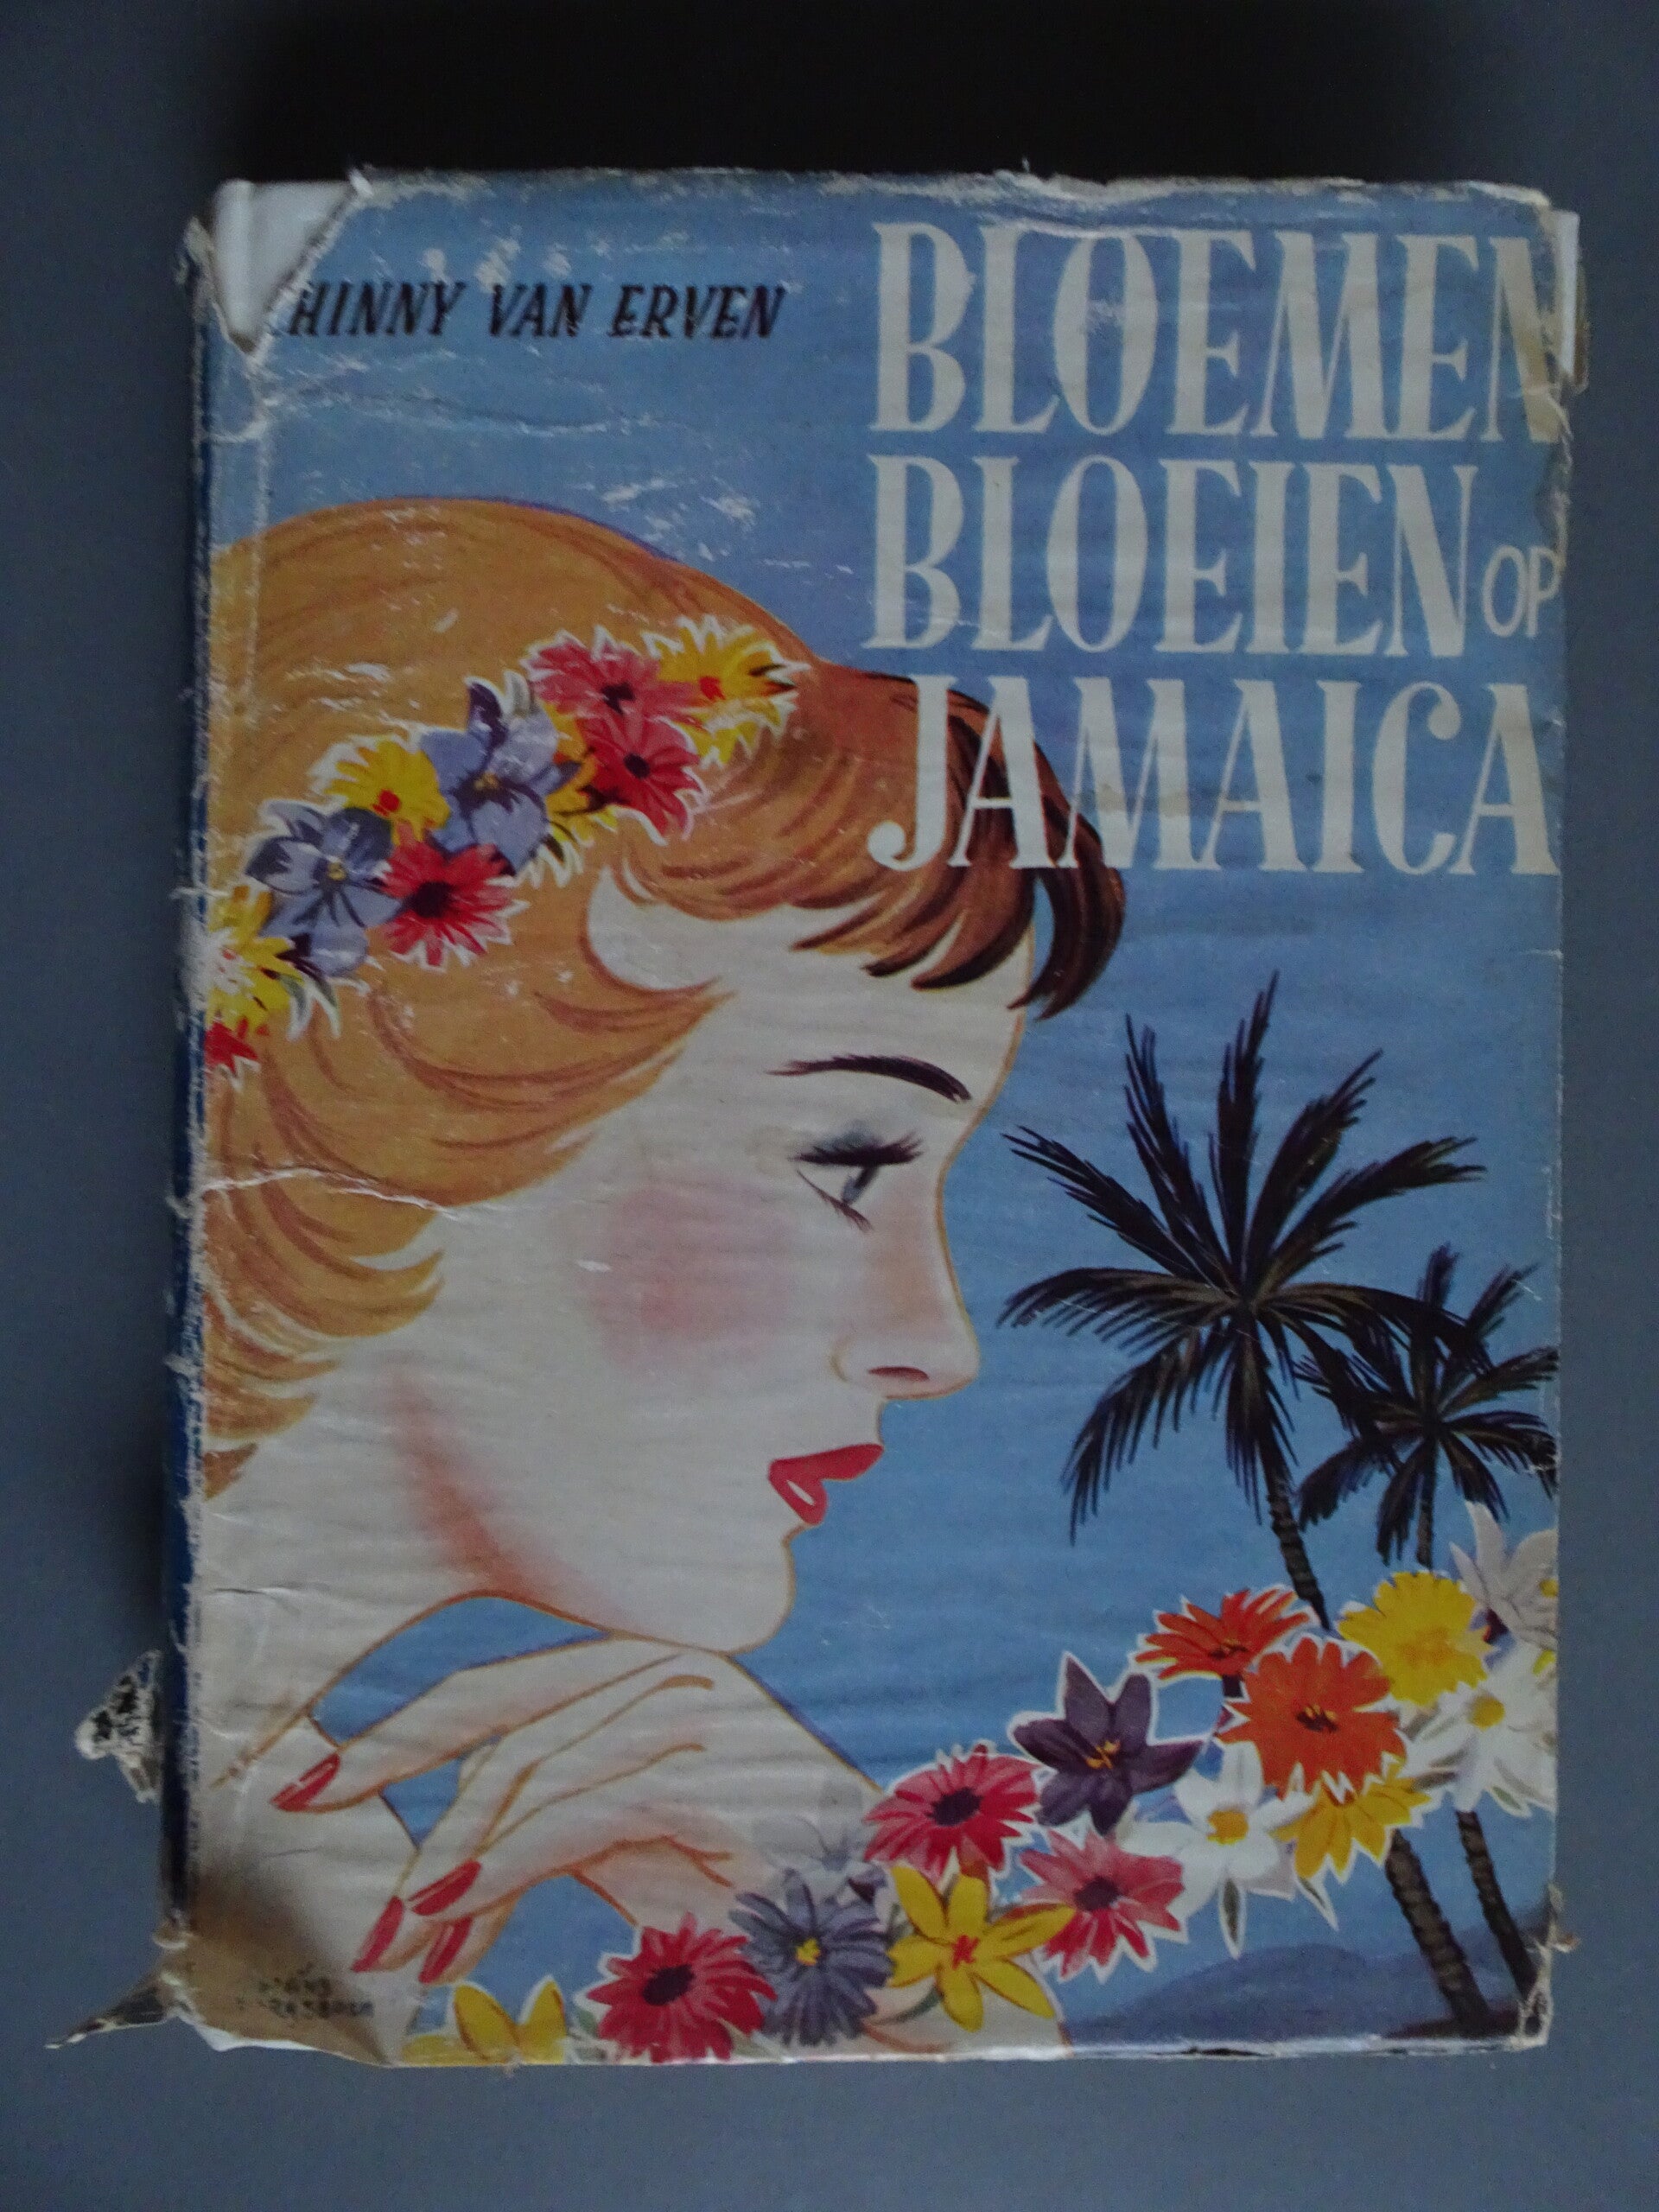 HINNY VAN ERVEN
BLOEMEN
BLOEIEN OP
JAMAICA